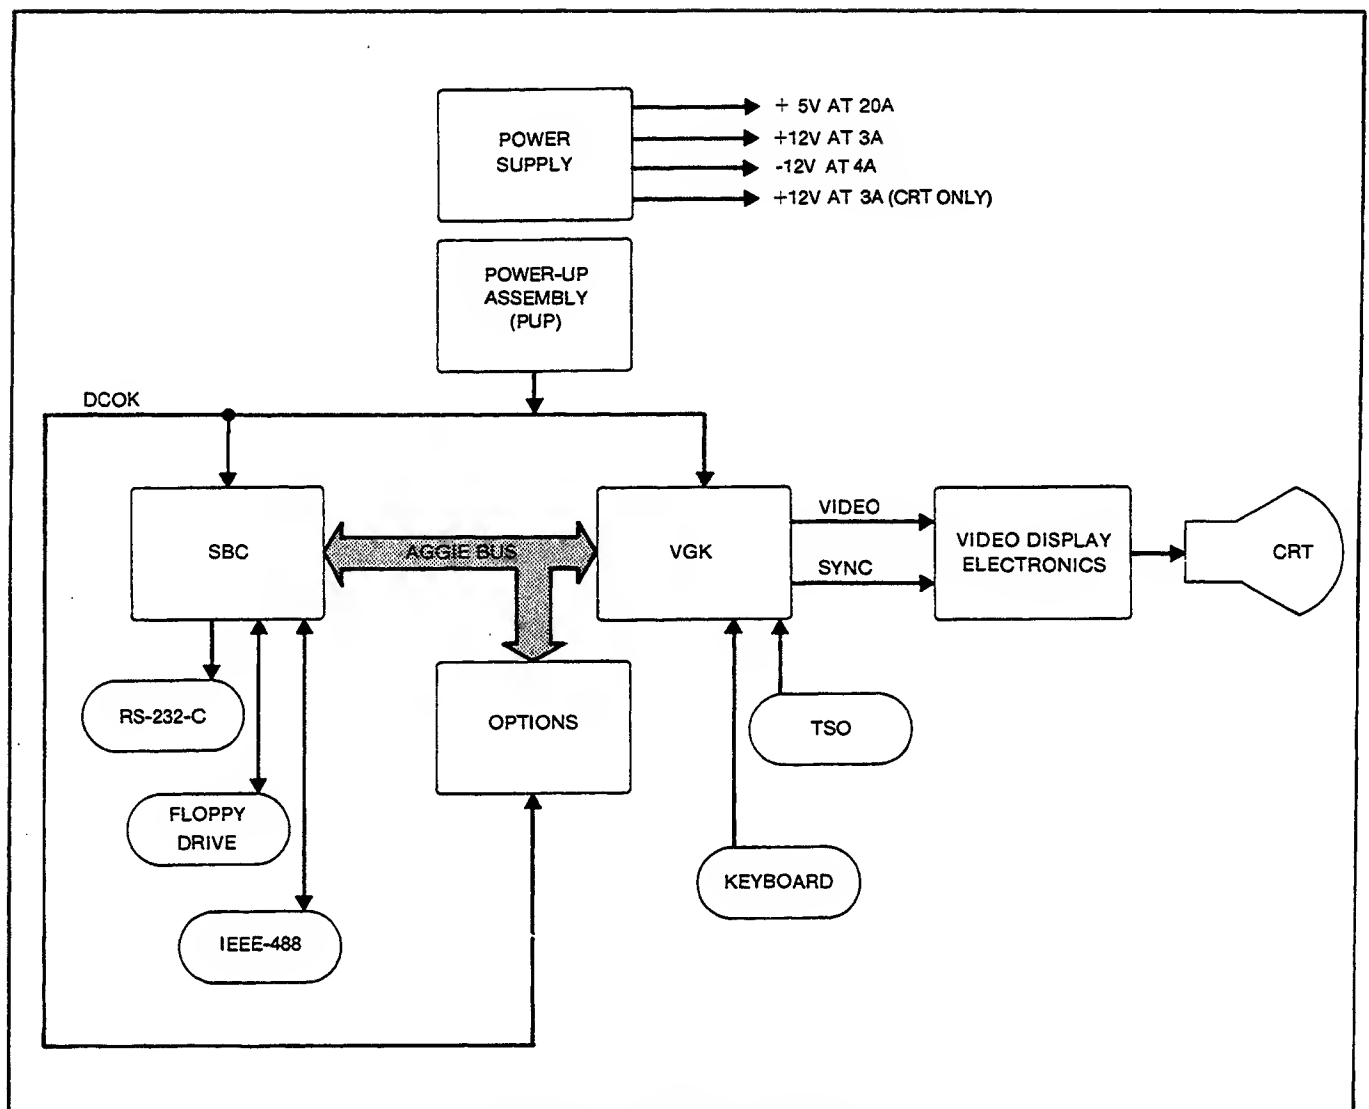 POWER
SUPPLY
+ 5V AT 20A
+12V AT 3A
-12V AT 4A
+12V AT 3A (CRT ONLY)
POWER-UP
ASSEMBLY
(PUP)
DCOK
SBC
AGGIE BUS
VGK
VIDEO
SYNC
VIDEO DISPLAY
ELECTRONICS
CRT
RS-232-C
OPTIONS
TSO
FLOPPY
DRIVE
KEYBOARD
IEEE-488